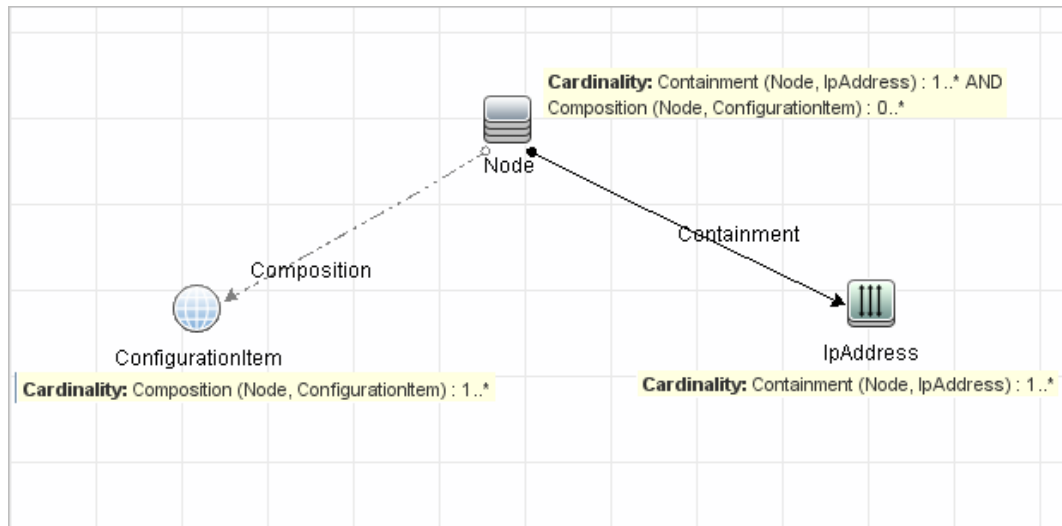 Cardinality: Containment (Node, IpAddress) : 1..* AND
Composition (Node, ConfigurationItem) : 0..*
Node
Containment
Composition
ConfigurationItem
IpAddress
Cardinality: Composition (Node, ConfigurationItem) : 1..*
Cardinality: Containment (Node, IpAddress) : 1..*